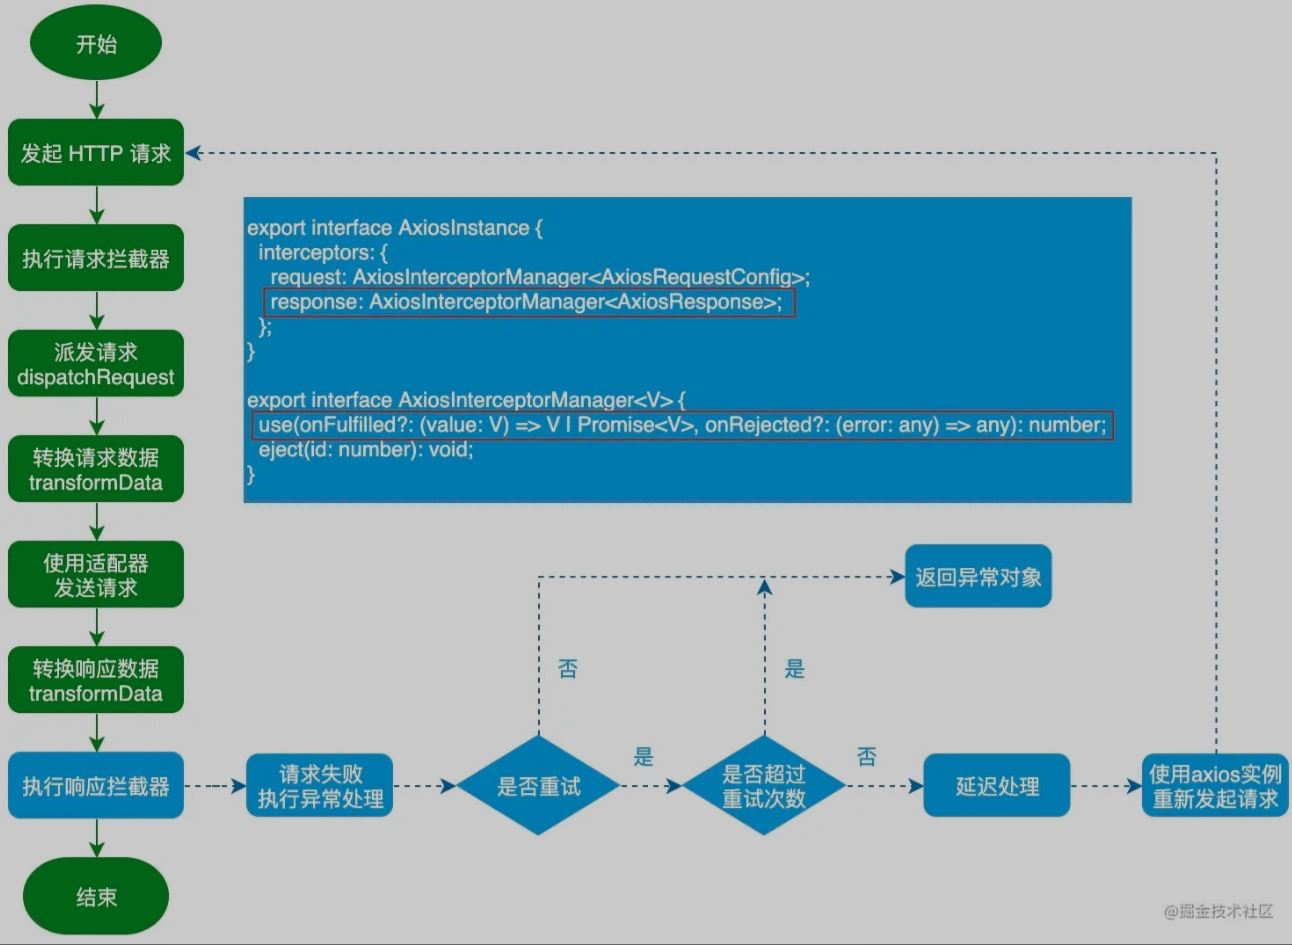 开始
发起 HTTP 请求
执行请求拦截器
派发请求
dispatchRequest
转换请求数据
transformData
使用适配器
发送请求
转换响应数据
transformData
执行响应拦截器
结束
export interface AxiosInstance {
interceptors: {
request: AxiosInterceptorManager<AxiosRequestConfig>;
response: AxiosInterceptorManager<AxiosResponse>;
};
}
export interface AxiosInterceptorManager<V> {
use(onFulfilled?: (value: V) => V | Promise<V>, onRejected?: (error: any) => any): number;
eject(id: number): void;
}
返回异常对象
否
是
请求失败
执行异常处理
是否重试
是
是否超过
重试次数
否
延迟处理
使用axios实例
重新发起请求
@掘金技术社区